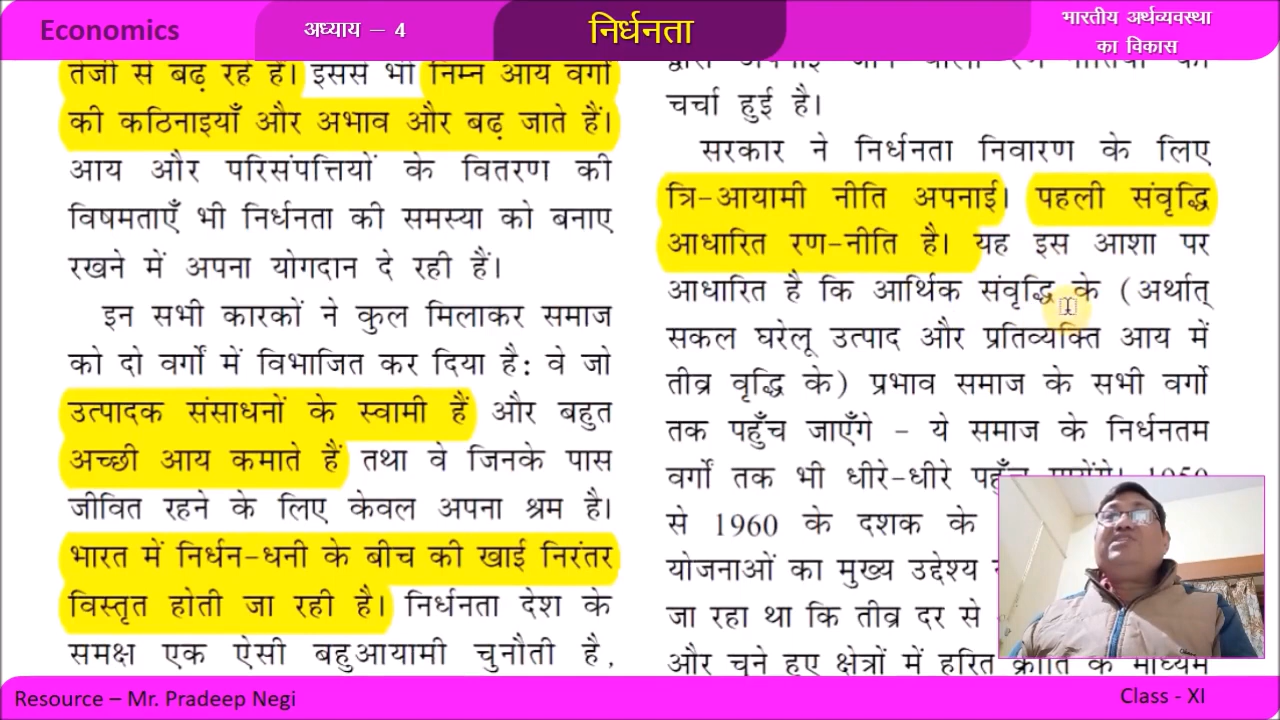 Economics
अध्याय – 4
निर्धनता
भारतीय अर्थव्यवस्था
का विकास
तेजी से बढ़ रहे हैं। इससे भी निम्न आय वर्गों
की कठिनाइयाँ और अभाव और बढ़ जाते हैं।
आय और परिसंपत्तियों के वितरण की
विषमताएँ भी निर्धनता की समस्या को बनाए
रखने में अपना योगदान दे रही हैं।
इन सभी कारकों ने कुल मिलाकर समाज
को दो वर्गों में विभाजित कर दिया है: वे जो
उत्पादक संसाधनों के स्वामी हैं और बहुत
अच्छी आय कमाते हैं तथा वे जिनके पास
जीवित रहने के लिए केवल अपना श्रम है।
भारत में निर्धन-धनी के बीच की खाई निरंतर
विस्तृत होती जा रही है। निर्धनता देश के
समक्ष एक ऐसी बहुआयामी चुनौती है,
चर्चा हुई है।
सरकार ने निर्धनता निवारण के लिए
त्रि-आयामी नीति अपनाई। पहली संवृद्धि
आधारित रण-नीति है। यह इस आशा पर
आधारित है कि आर्थिक संवृद्धि के (अर्थात्
सकल घरेलू उत्पाद और प्रतिव्यक्ति आय में
तीव्र वृद्धि के) प्रभाव समाज के सभी वर्गों
तक पहुँच जाएँगे - ये समाज के निर्धनतम
वर्गों तक भी धीरे-धीरे पहुँच
से 1960 के दशक के
योजनाओं का मुख्य उद्देश्य
जा रहा था कि तीव्र दर से
और चुने हुए क्षेत्रों में हरित क्रांति के माध्यम
Resource – Mr. Pradeep Negi
Class - XI